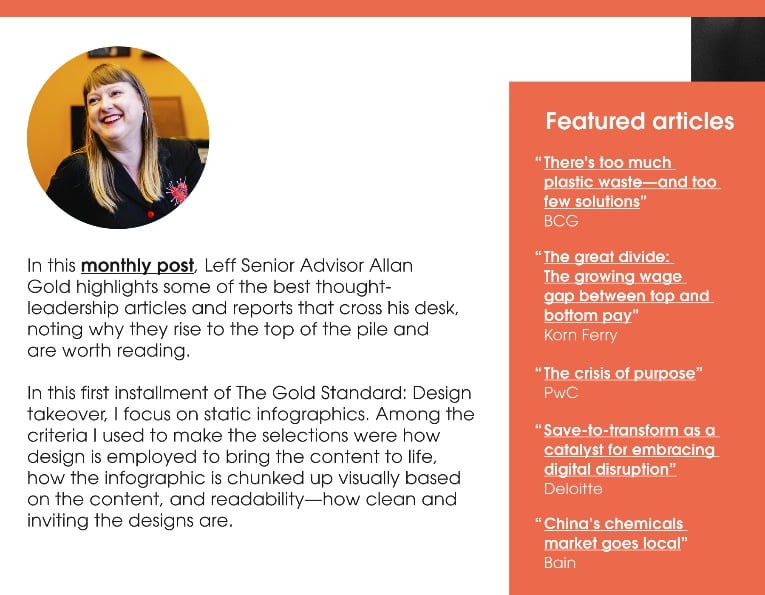 In this monthly post, Leff Senior Advisor Allan
Gold highlights some of the best thought-
leadership articles and reports that cross his desk,
noting why they rise to the top of the pile and
are worth reading.
In this first installment of The Gold Standard: Design
takeover, I focus on static infographics. Among the
criteria I used to make the selections were how
design is employed to bring the content to life,
how the infographic is chunked up visually based
on the content, and readability—how clean and
inviting the designs are.
Featured articles
“There's too much
plastic waste—and too
few solutions”
BCG
“The great divide:
The growing wage
gap between top and
bottom pay”
Korn Ferry
“The crisis of purpose”
PwC
“Save-to-transform as a
catalyst for embracing
digital disruption”
Deloitte
“China’s chemicals
market goes local”
Bain